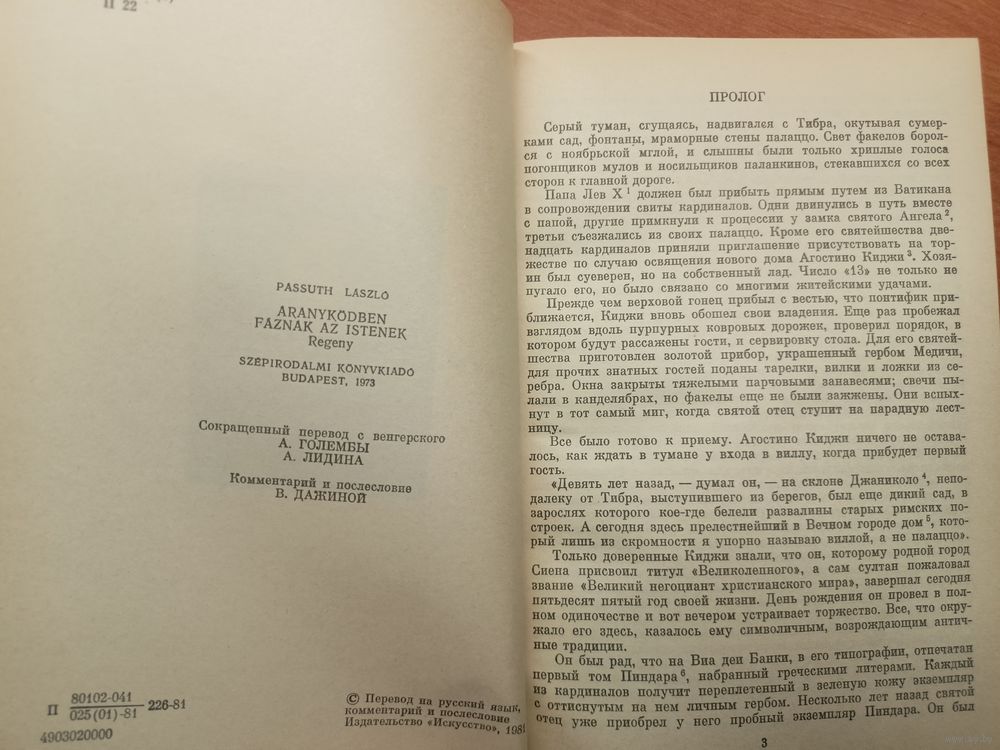 П 22
PASSUTH LASZLÓ
ARANYKÖDBEN
FAZNAK AZ ISTENEK
Regeny
SZÉPIRODALMI KÖNYVKIADÓ
BUDAPEST, 1973
Сокращенный перевод с венгерского
А. ГОЛЕМБЫ
А. ЛИДИНА
Комментарий и послесловие
В. ДАЖИНОЙ
П 80102-041 226-81
025(01)-81
4903020000
© Перевод на русский язык,
комментарий и послесловие
Издательство «Искусство», 1981
ПРОЛОГ
Серый туман, сгущаясь, надвигался с Тибра, окутывая сумер-
ками сад, фонтаны, мраморные стены палаццо. Свет факелов борол-
ся с ноябрьской мглой, и слышны были только хриплые голоса
погонщиков мулов и носильщиков паланкинов, стекавшихся со всех
сторон к главной дороге.
Папа Лев X 1 должен был прибыть прямым путем из Ватикана
в сопровождении свиты кардиналов. Одни двинулись в путь вместе
с папой, другие примкнули к процессии у замка святого Ангела 2,
третьи съезжались из своих палаццо. Кроме его святейшества две-
надцать кардиналов приняли приглашение присутствовать на тор-
жестве по случаю освящения нового дома Агостино Киджи 3. Хозя-
ин был суеверен, но на собственный лад. Число «13» не только не
пугало его, но было связано со многими житейскими удачами.
Прежде чем верховой гонец прибыл с вестью, что понтифик при-
ближается, Киджи вновь обошел свои владения. Еще раз пробежал
взглядом вдоль пурпурных ковровых дорожек, проверил порядок, в
котором будут рассажены гости, и сервировку стола. Для его святей-
шества приготовлен золотой прибор, украшенный гербом Медичи,
для прочих знатных гостей поданы тарелки, вилки и ложки из се-
ребра. Окна закрыты тяжелыми парчовыми занавесями; свечи пы-
лали в канделябрах, но факелы еще не были зажжены. Они вспых-
нут в тот самый миг, когда святой отец ступит на парадную лест-
ницу.
Все было готово к приему. Агостино Киджи ничего не остава-
лось, как ждать в тумане у входа в виллу, когда прибудет первый
гость.
«Девять лет назад, — думал он, — на склоне Джаниколо 4, непо-
далеку от Тибра, выступившего из берегов, был еще дикий сад, в
зарослях которого кое-где белели развалины старых римских по-
строек. А сегодня здесь прелестнейший в Вечном городе дом 5, кото-
рый лишь из скромности я упорно называю виллой, а не палаццо».
Только доверенные Киджи знали, что он, которому родной город
Сиена присвоил титул «Великолепного», а сам султан пожаловал
звание «Великий негоциант христианского мира», завершал сегодня
пятьдесят пятый год своей жизни. День рождения он провел в пол-
ном одиночестве и вот вечером устраивает торжество. Все, что окру-
жало его здесь, казалось ему символичным, возрождающим антич-
ные традиции.
Он был рад, что на Виа деи Банки, в его типографии, отпечатан
первый том Пиндара 6, набранный греческими литерами. Каждый
из кардиналов получит переплетенный в зеленую кожу экземпляр
с оттиснутым на нем личным гербом. Несколько лет назад святой
отец уже приобрел у него пробный экземпляр Пиндара. Он был
3